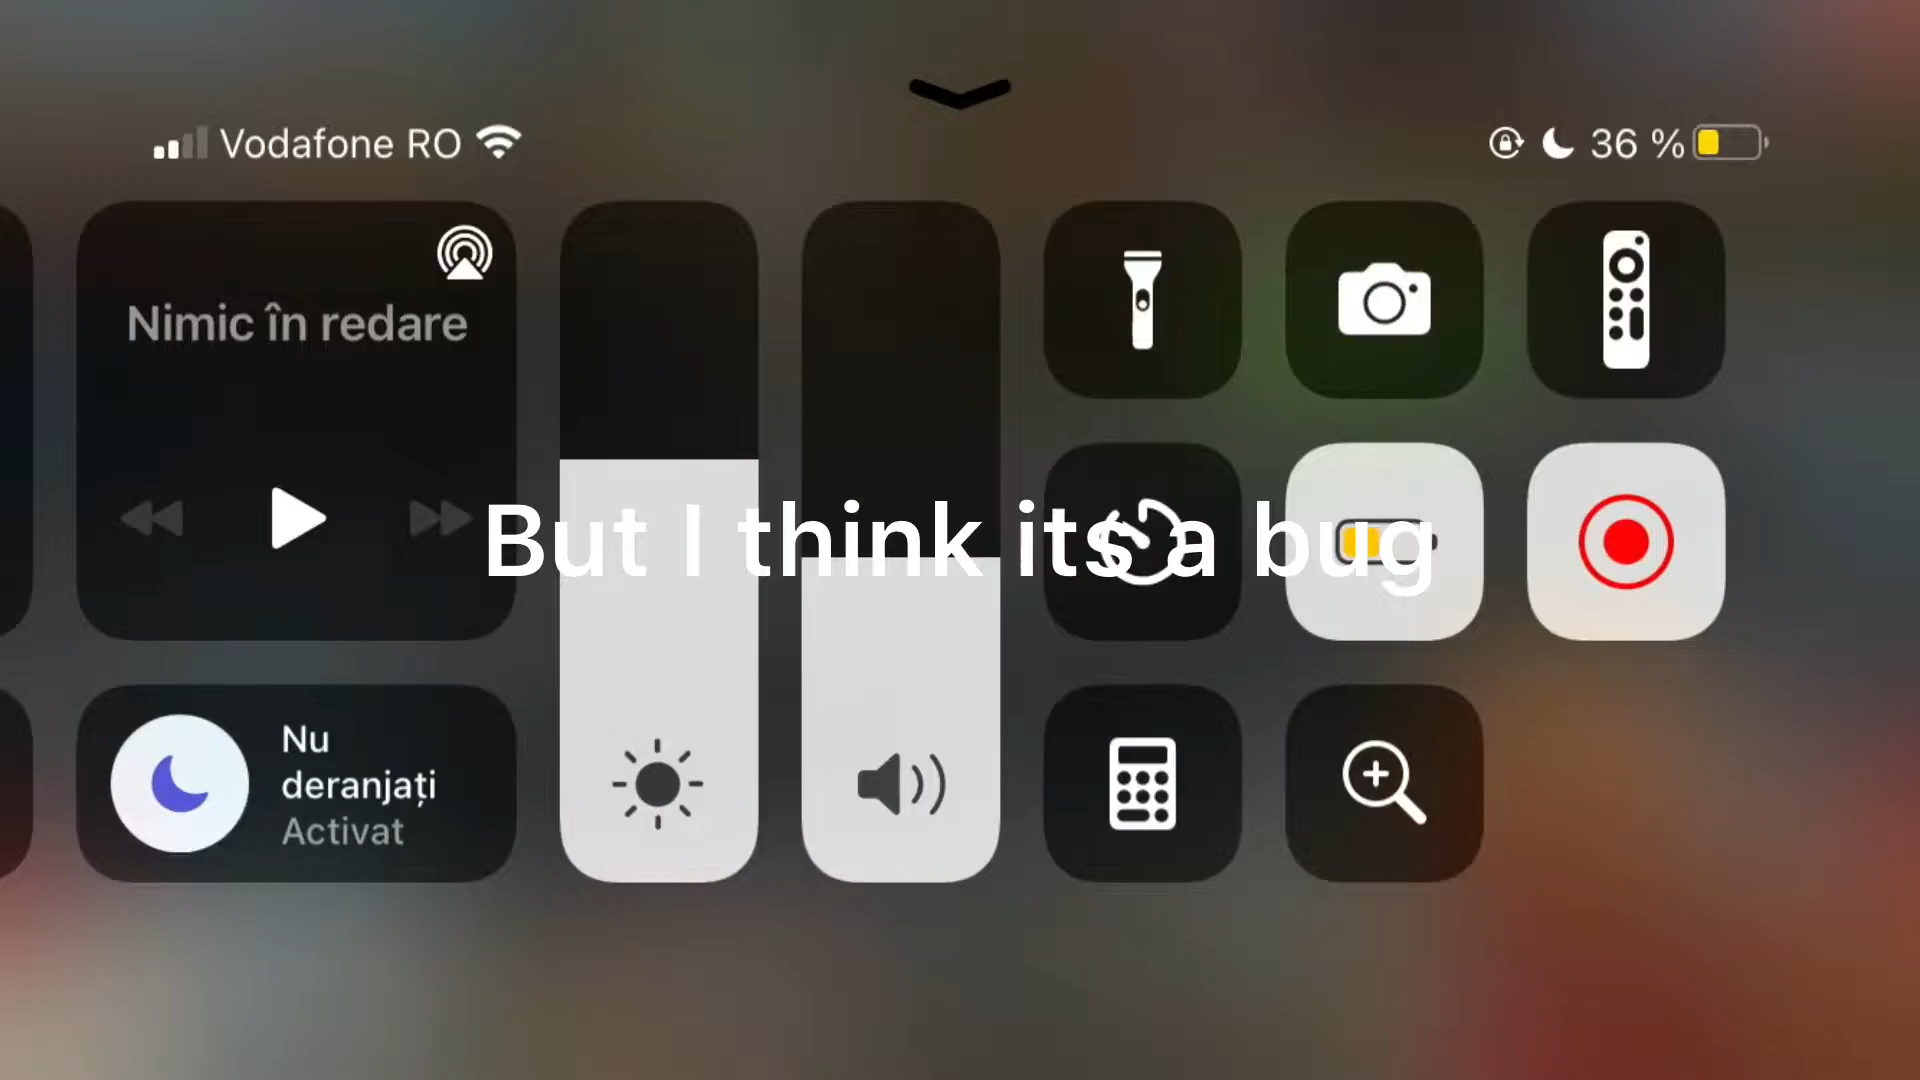 Vodafone RO
36 %
Nimic în redare
But I think its a bug
Nu
deranjați
Activat